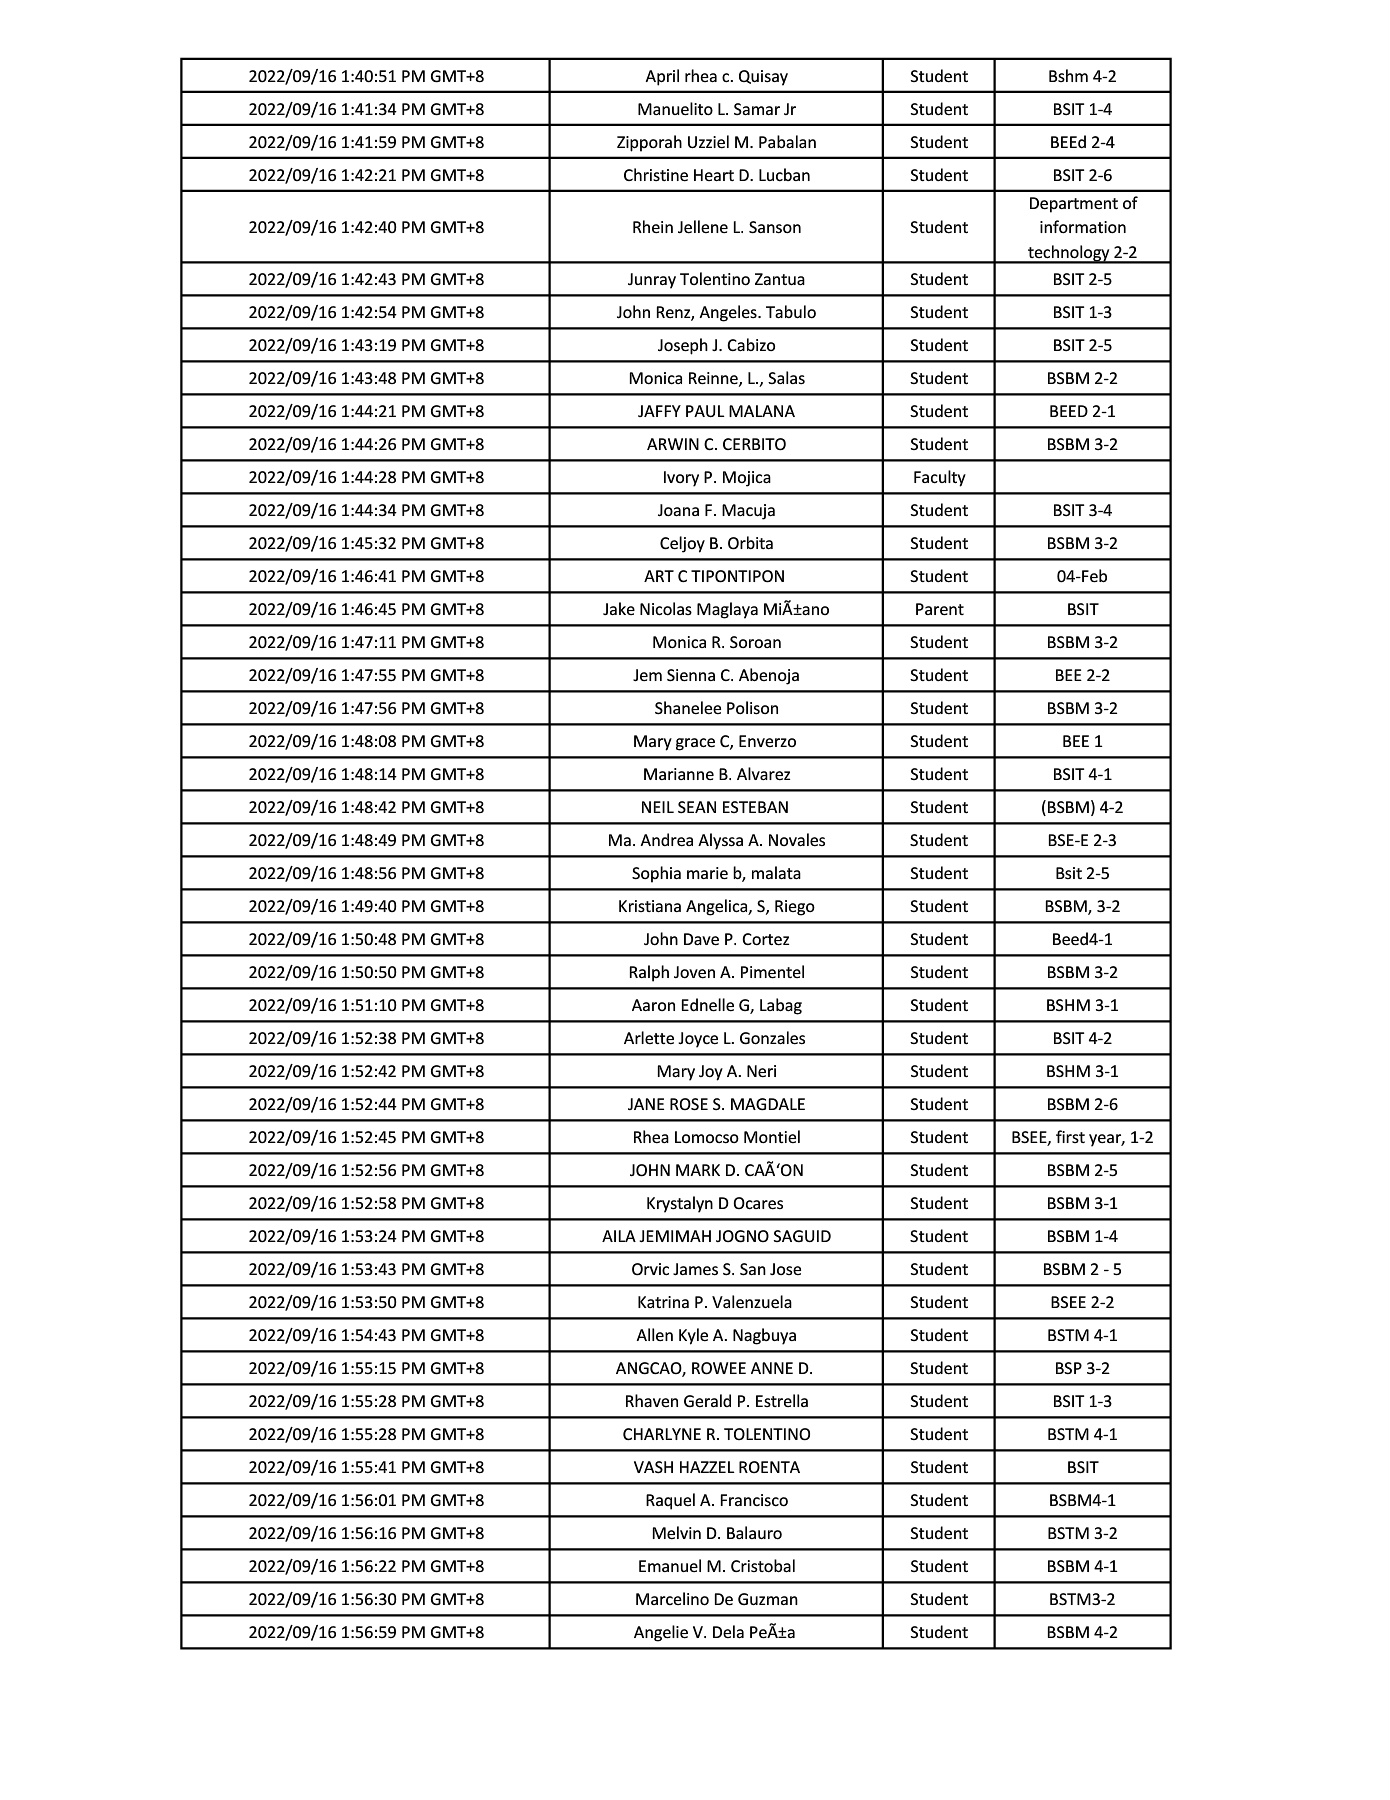 2022/09/16 1:40:51 PM GMT+8 April rhea c. Quisay Student Bshm 4-2
2022/09/16 1:41:34 PM GMT+8 Manuelito L. Samar Jr Student BSIT 1-4
2022/09/16 1:41:59 PM GMT+8 Zipporah Uzziel M. Pabalan Student BEEd 2-4
2022/09/16 1:42:21 PM GMT+8 Christine Heart D. Lucban Student BSIT 2-6
2022/09/16 1:42:40 PM GMT+8 Rhein Jellene L. Sanson Student Department of
information
technology 2-2
2022/09/16 1:42:43 PM GMT+8 Junray Tolentino Zantua Student BSIT 2-5
2022/09/16 1:42:54 PM GMT+8 John Renz, Angeles. Tabulo Student BSIT 1-3
2022/09/16 1:43:19 PM GMT+8 Joseph J. Cabizo Student BSIT 2-5
2022/09/16 1:43:48 PM GMT+8 Monica Reinne, L., Salas Student BSBM 2-2
2022/09/16 1:44:21 PM GMT+8 JAFFY PAUL MALANA Student BEED 2-1
2022/09/16 1:44:26 PM GMT+8 ARWIN C. CERBITO Student BSBM 3-2
2022/09/16 1:44:28 PM GMT+8 Ivory P. Mojica Faculty
2022/09/16 1:44:34 PM GMT+8 Joana F. Macuja Student BSIT 3-4
2022/09/16 1:45:32 PM GMT+8 Celjoy B. Orbita Student BSBM 3-2
2022/09/16 1:46:41 PM GMT+8 ART C TIPONTIPON Student 04-Feb
2022/09/16 1:46:45 PM GMT+8 Jake Nicolas Maglaya MiÃ±ano Parent BSIT
2022/09/16 1:47:11 PM GMT+8 Monica R. Soroan Student BSBM 3-2
2022/09/16 1:47:55 PM GMT+8 Jem Sienna C. Abenoja Student BEE 2-2
2022/09/16 1:47:56 PM GMT+8 Shanelee Polison Student BSBM 3-2
2022/09/16 1:48:08 PM GMT+8 Mary grace C, Enverzo Student BEE 1
2022/09/16 1:48:14 PM GMT+8 Marianne B. Alvarez Student BSIT 4-1
2022/09/16 1:48:42 PM GMT+8 NEIL SEAN ESTEBAN Student (BSBM) 4-2
2022/09/16 1:48:49 PM GMT+8 Ma. Andrea Alyssa A. Novales Student BSE-E 2-3
2022/09/16 1:48:56 PM GMT+8 Sophia marie b, malata Student Bsit 2-5
2022/09/16 1:49:40 PM GMT+8 Kristiana Angelica, S, Riego Student BSBM, 3-2
2022/09/16 1:50:48 PM GMT+8 John Dave P. Cortez Student Beed4-1
2022/09/16 1:50:50 PM GMT+8 Ralph Joven A. Pimentel Student BSBM 3-2
2022/09/16 1:51:10 PM GMT+8 Aaron Ednelle G, Labag Student BSHM 3-1
2022/09/16 1:52:38 PM GMT+8 Arlette Joyce L. Gonzales Student BSIT 4-2
2022/09/16 1:52:42 PM GMT+8 Mary Joy A. Neri Student BSHM 3-1
2022/09/16 1:52:44 PM GMT+8 JANE ROSE S. MAGDALE Student BSBM 2-6
2022/09/16 1:52:45 PM GMT+8 Rhea Lomocso Montiel Student BSEE, first year, 1-2
2022/09/16 1:52:56 PM GMT+8 JOHN MARK D. CAÃ‘ON Student BSBM 2-5
2022/09/16 1:52:58 PM GMT+8 Krystalyn D Ocares Student BSBM 3-1
2022/09/16 1:53:24 PM GMT+8 AILA JEMIMAH JOGNO SAGUID Student BSBM 1-4
2022/09/16 1:53:43 PM GMT+8 Orvic James S. San Jose Student BSBM 2 - 5
2022/09/16 1:53:50 PM GMT+8 Katrina P. Valenzuela Student BSEE 2-2
2022/09/16 1:54:43 PM GMT+8 Allen Kyle A. Nagbuya Student BSTM 4-1
2022/09/16 1:55:15 PM GMT+8 ANGCAO, ROWEE ANNE D. Student BSP 3-2
2022/09/16 1:55:28 PM GMT+8 Rhaven Gerald P. Estrella Student BSIT 1-3
2022/09/16 1:55:28 PM GMT+8 CHARLYNE R. TOLENTINO Student BSTM 4-1
2022/09/16 1:55:41 PM GMT+8 VASH HAZZEL ROENTA Student BSIT
2022/09/16 1:56:01 PM GMT+8 Raquel A. Francisco Student BSBM4-1
2022/09/16 1:56:16 PM GMT+8 Melvin D. Balauro Student BSTM 3-2
2022/09/16 1:56:22 PM GMT+8 Emanuel M. Cristobal Student BSBM 4-1
2022/09/16 1:56:30 PM GMT+8 Marcelino De Guzman Student BSTM3-2
2022/09/16 1:56:59 PM GMT+8 Angelie V. Dela PeÃ±a Student BSBM 4-2